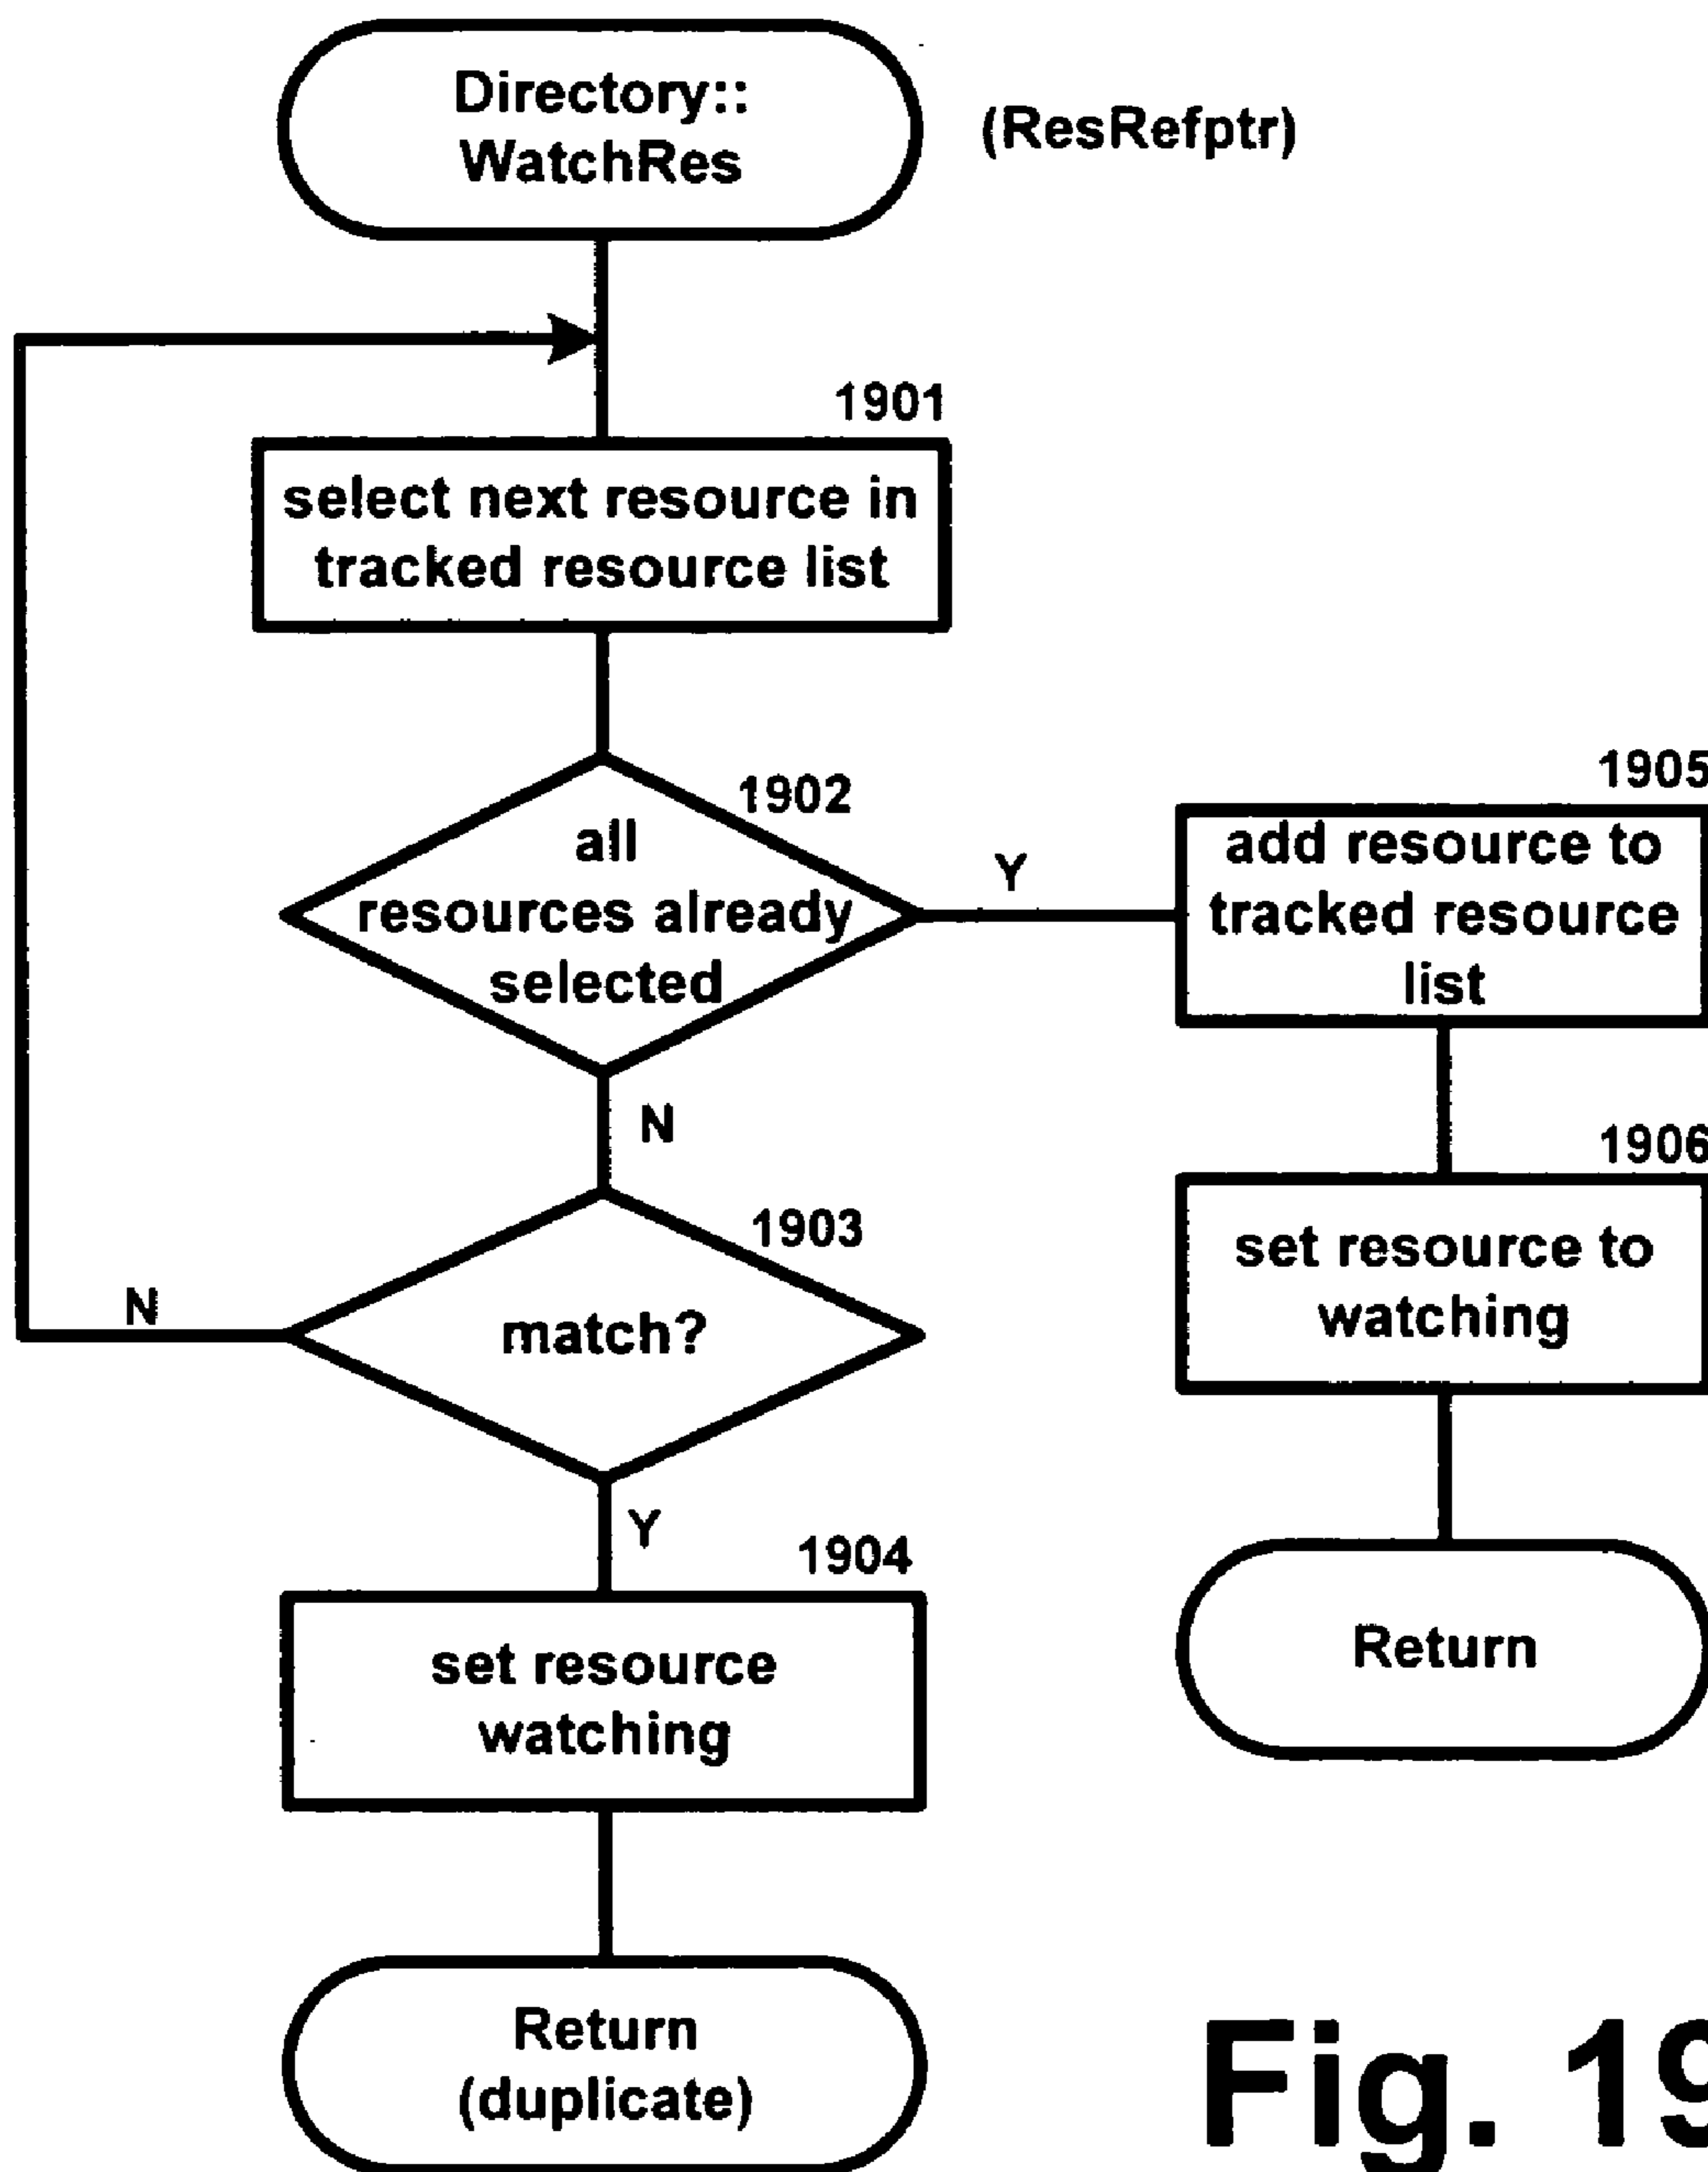 Directory::
WatchRes
(ResRefptr)
1901
select next resource in
tracked resource list
1902
all
resources already
selected
Y
1905
add resource to
tracked resource
list
N
1906
set resource to
watching
1903
match?
N
Y
1904
set resource
watching
Return
Return
(duplicate)
Fig. 19